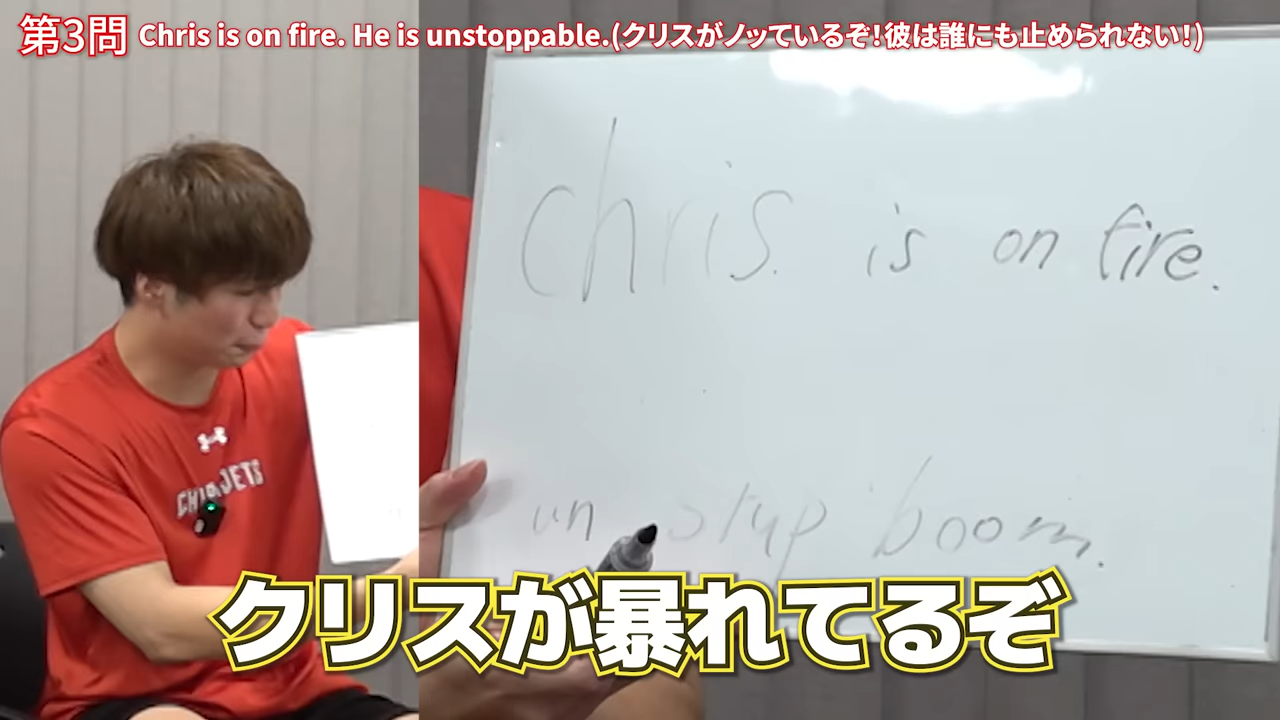 第3問 Chris is on fire. He is unstoppable.(クリスがノッているぞ!彼は誰にも止められない!)
Chris is on fire.
un stup boom.
クリスが暴れてるぞ